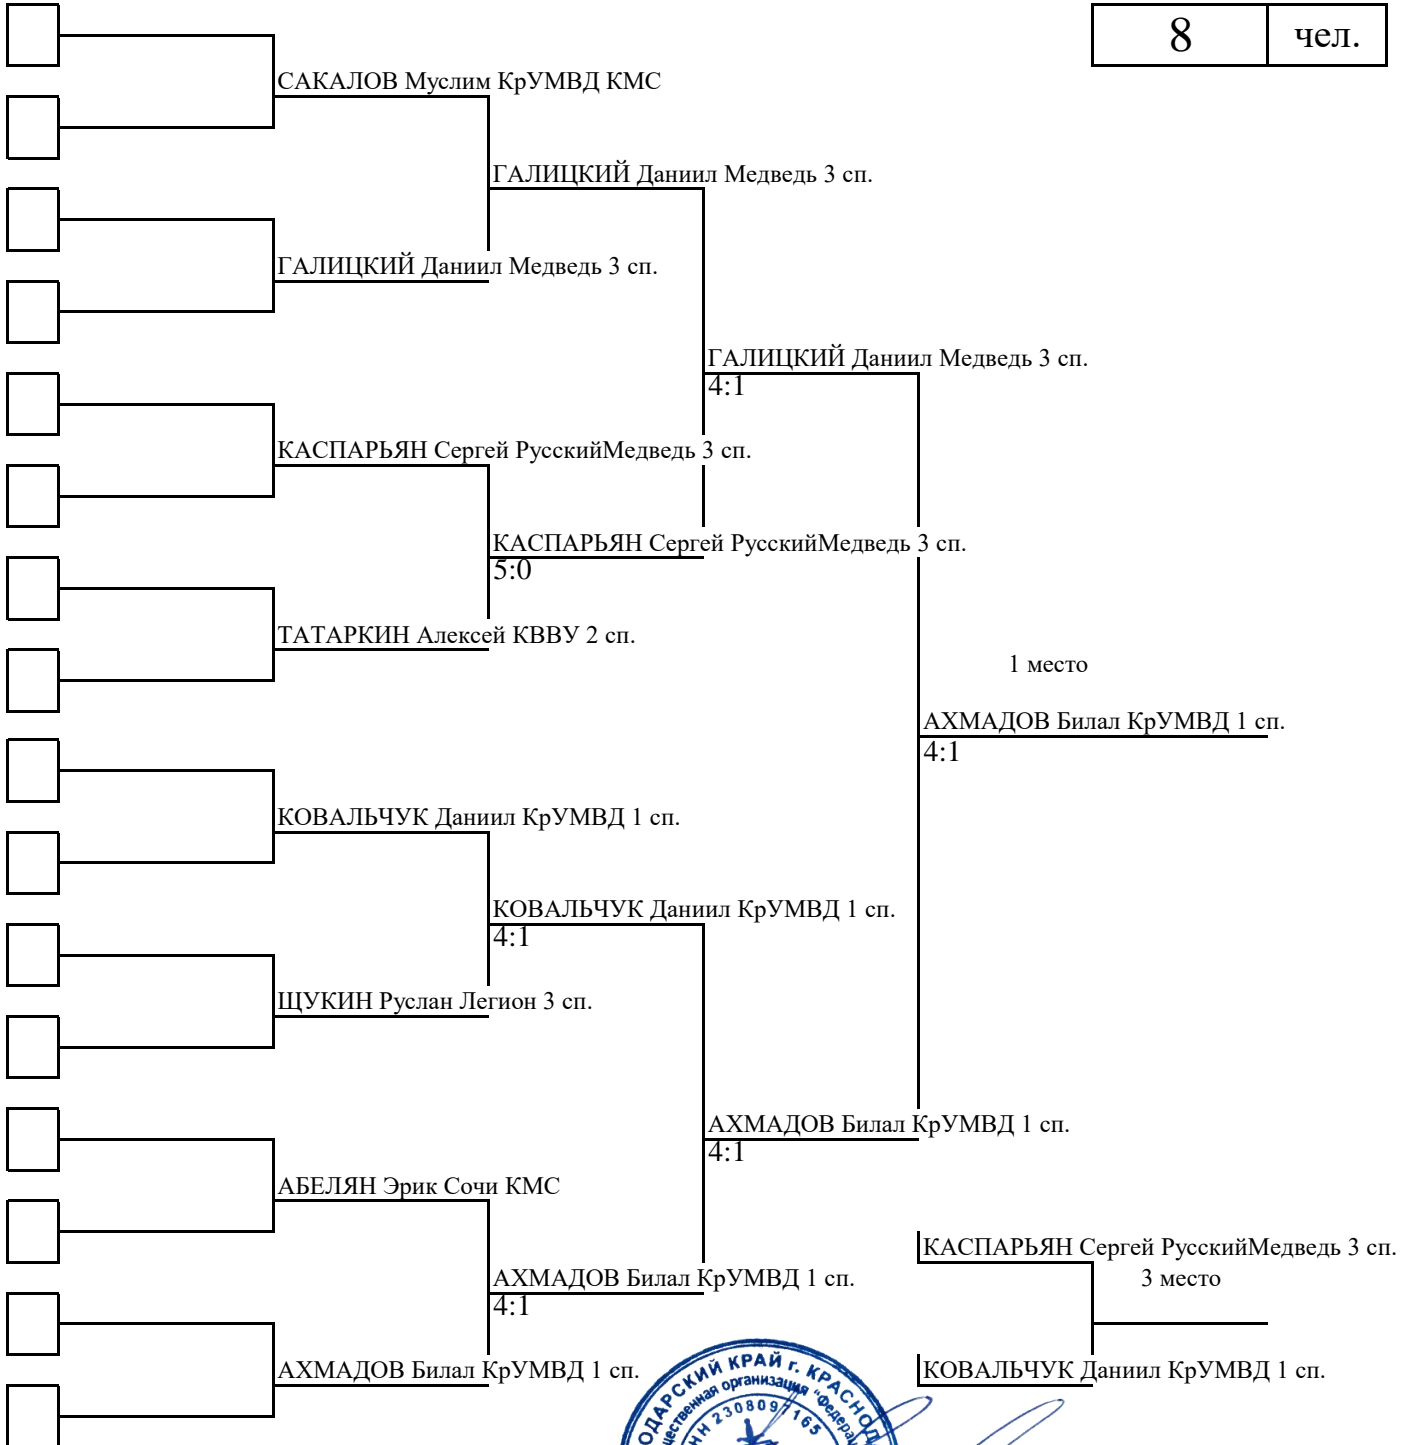 8 чел.
САКАЛОВ Муслим КрУМВД КМС
ГАЛИЦКИЙ Даниил Медведь 3 сп.
ГАЛИЦКИЙ Даниил Медведь 3 сп.
ГАЛИЦКИЙ Даниил Медведь 3 сп.
4:1
КАСПАРЬЯН Сергей РусскийМедведь 3 сп.
КАСПАРЬЯН Сергей РусскийМедведь 3 сп.
5:0
ТАТАРКИН Алексей КВВУ 2 сп.
1 место
АХМАДОВ Билал КрУМВД 1 сп.
4:1
КОВАЛЬЧУК Даниил КрУМВД 1 сп.
КОВАЛЬЧУК Даниил КрУМВД 1 сп.
4:1
ЩУКИН Руслан Легион 3 сп.
АХМАДОВ Билал КрУМВД 1 сп.
4:1
АБЕЛЯН Эрик Сочи КМС
КАСПАРЬЯН Сергей РусскийМедведь 3 сп.
АХМАДОВ Билал КрУМВД 1 сп.
3 место
4:1
АХМАДОВ Билал КрУМВД 1 сп.
КОВАЛЬЧУК Даниил КрУМВД 1 сп.
КРАЙ г.
организация
2308097165